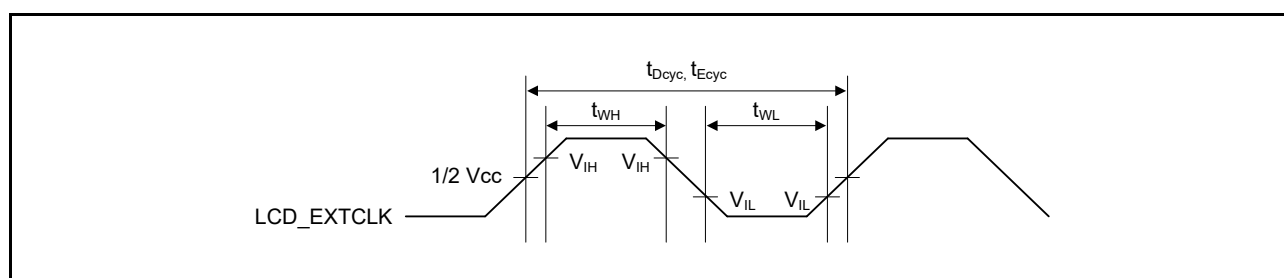 tDcyc, tEcyc
tWH
tWL
VIH
VIH
1/2 Vcc
VIL
VIL
LCD_EXTCLK